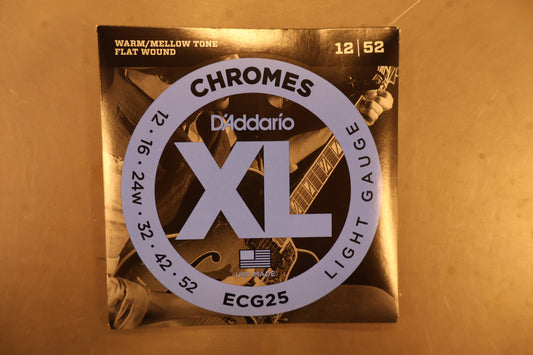 WARM/MELLOW TONE
FLAT WOUND
12|52
CHROMES
D'Addario
XL
12 • 16 • 24W • 32 • 42 • 52
LIGHT GAUGE
USA MADE
ECG25